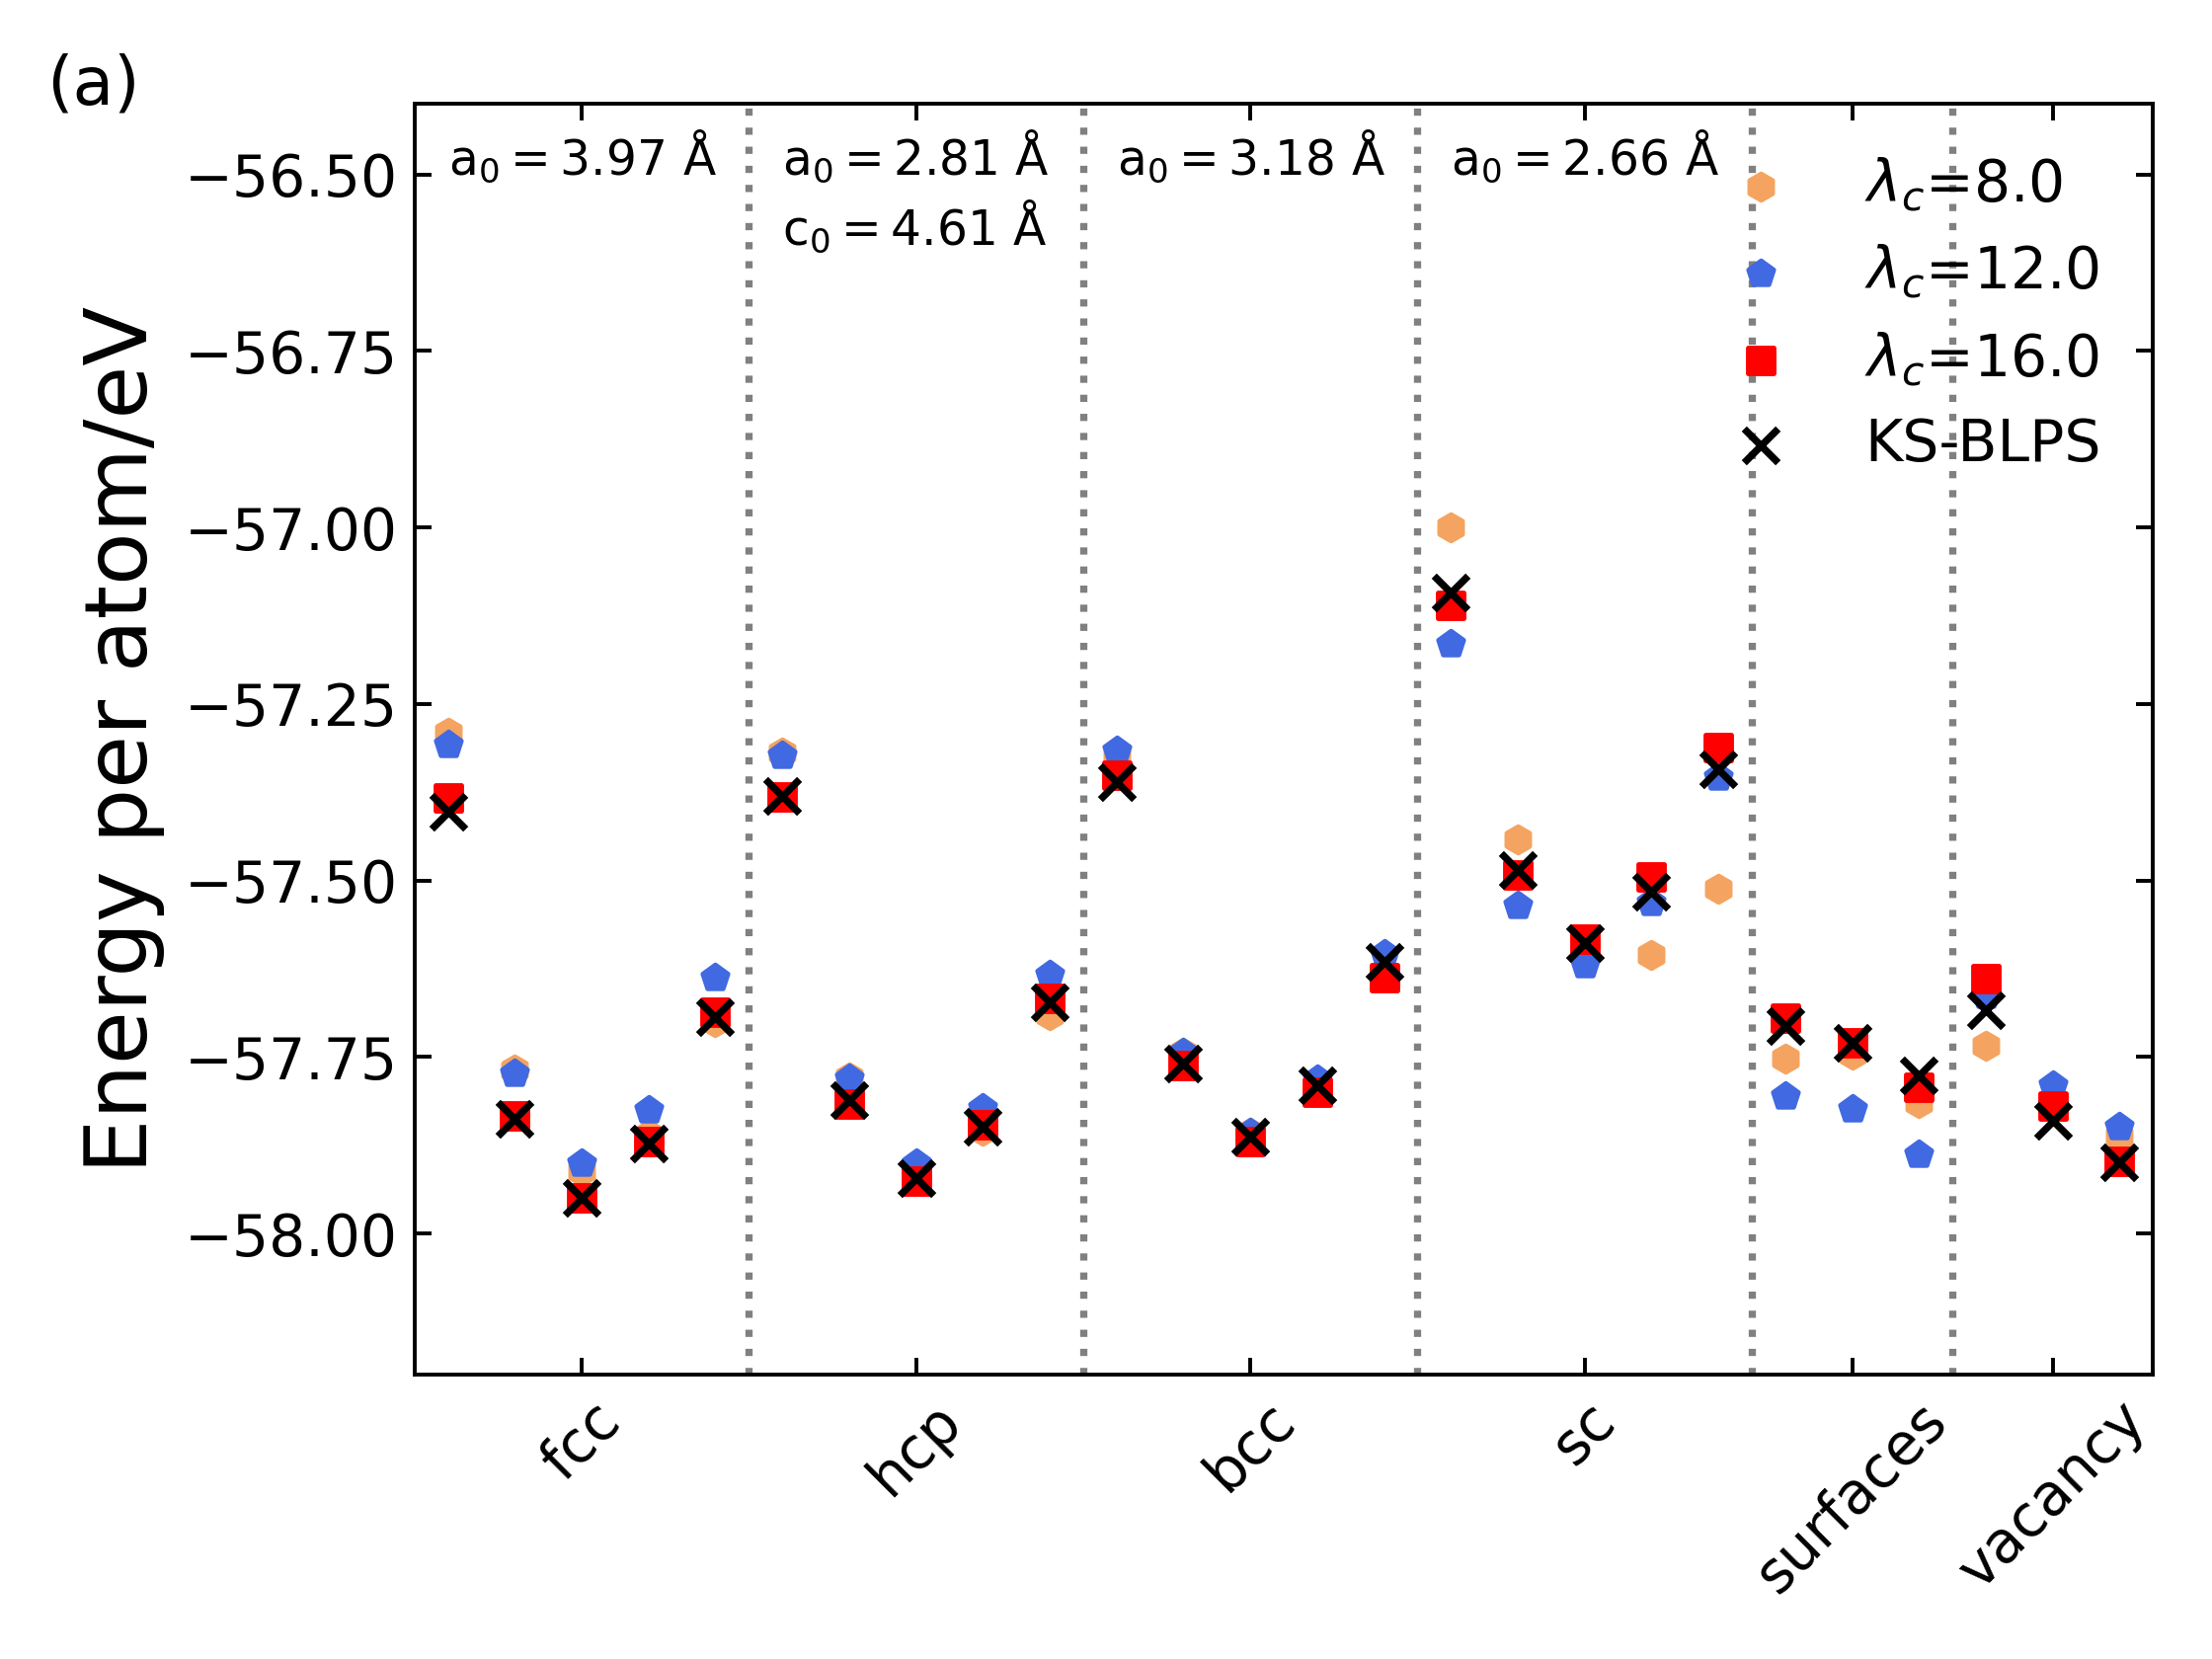 (a)
a₀ = 3.97 Å
a₀ = 2.81 Å
c₀ = 4.61 Å
a₀ = 3.18 Å
a₀ = 2.66 Å
λc=8.0
λc=12.0
λc=16.0
KS-BLPS
Energy per atom/eV
−56.50
−56.75
−57.00
−57.25
−57.50
−57.75
−58.00
fcc
hcp
bcc
sc
surfaces
vacancy